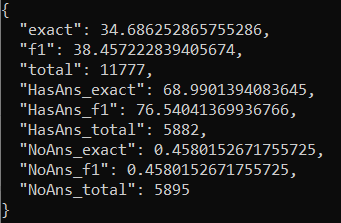 {
"exact": 34.686252865755286,
"f1": 38.457222839405674,
"total": 11777,
"HasAns_exact": 68.9901394083645,
"HasAns_f1": 76.54041369936766,
"HasAns_total": 5882,
"NoAns_exact": 0.4580152671755725,
"NoAns_f1": 0.4580152671755725,
"NoAns_total": 5895
}